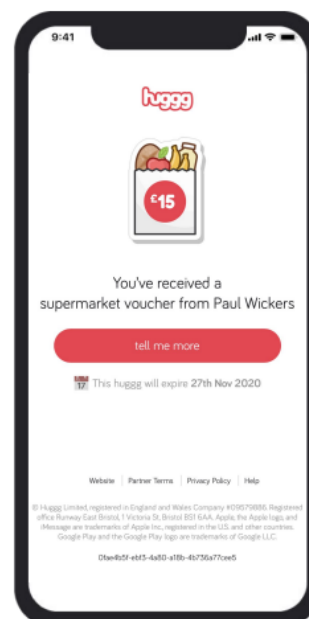 9:41
huggg
£15
You've received a
supermarket voucher from Paul Wickers
tell me more
17 This huggg will expire 27th Nov 2020
Website | Partner Terms | Privacy Policy | Help
© Huggg Limited, registered in England and Wales Company #09579886. Registered
office Runway East Bristol, 1 Victoria St, Bristol BS1 6AA. Apple, the Apple logo, and
iMessage are trademarks of Apple Inc., registered in the U.S. and other countries.
Google Play and the Google Play logo are trademarks of Google LLC.
0fae4b5f-ebf3-4a80-a18b-4b736a77cee5